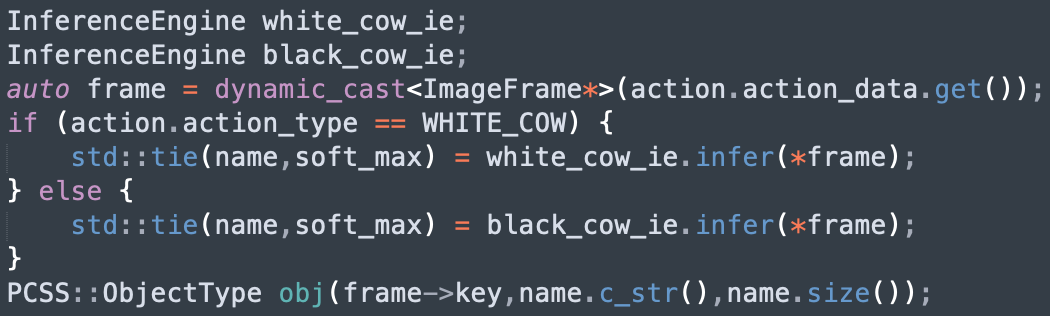 InferenceEngine white_cow_ie;
InferenceEngine black_cow_ie;
auto frame = dynamic_cast<ImageFrame*>(action.action_data.get());
if (action.action_type == WHITE_COW) {
    std::tie(name,soft_max) = white_cow_ie.infer(*frame);
} else {
    std::tie(name,soft_max) = black_cow_ie.infer(*frame);
}
PCSS::ObjectType obj(frame->key,name.c_str(),name.size());